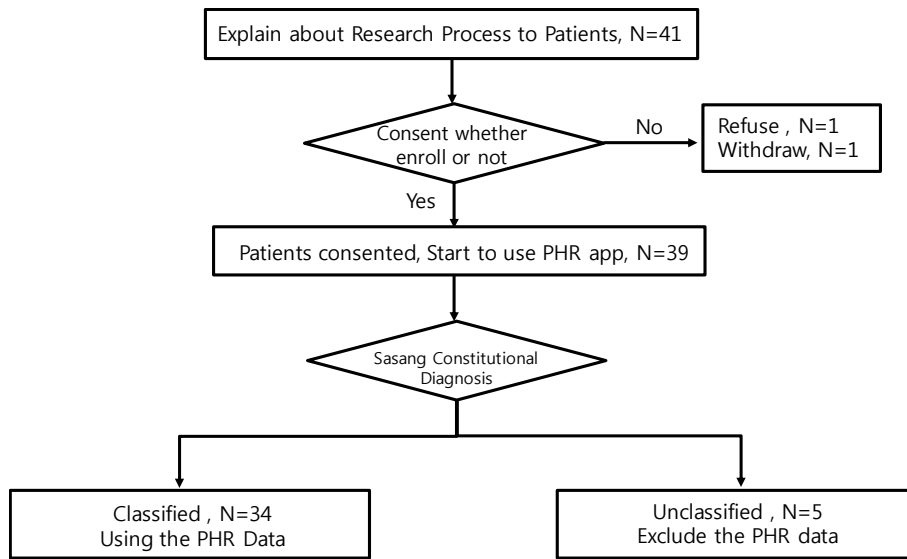 Explain about Research Process to Patients, N=41
Consent whether
enroll or not
No
Refuse , N=1
Withdraw, N=1
Yes
Patients consented, Start to use PHR app, N=39
Sasang Constitutional
Diagnosis
Classified , N=34
Using the PHR Data
Unclassified , N=5
Exclude the PHR data